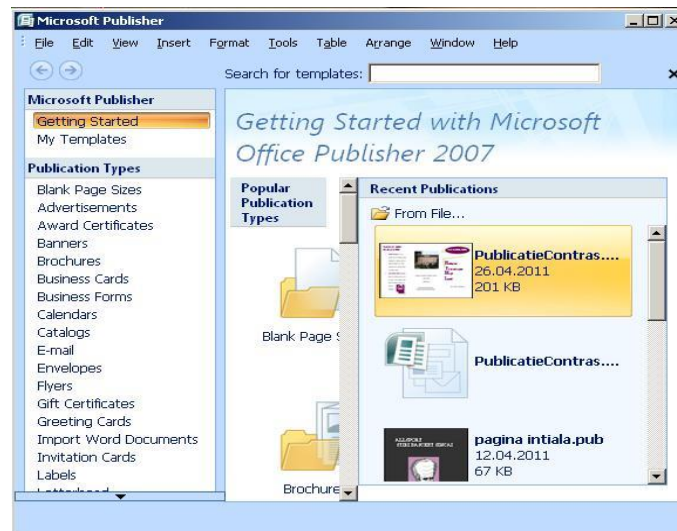 Microsoft Publisher
File Edit View Insert Format Tools Table Arrange Window Help
Search for templates:
Microsoft Publisher
Getting Started
My Templates
Publication Types
Blank Page Sizes
Advertisements
Award Certificates
Banners
Brochures
Business Cards
Business Forms
Calendars
Catalogs
E-mail
Envelopes
Flyers
Gift Certificates
Greeting Cards
Import Word Documents
Invitation Cards
Labels
Getting Started with Microsoft
Office Publisher 2007
Popular
Publication
Types
Blank Page
Brochure
Recent Publications
From File...
PublicatieContras....
26.04.2011
201 KB
PublicatieContras....
pagina intiala.pub
12.04.2011
67 KB